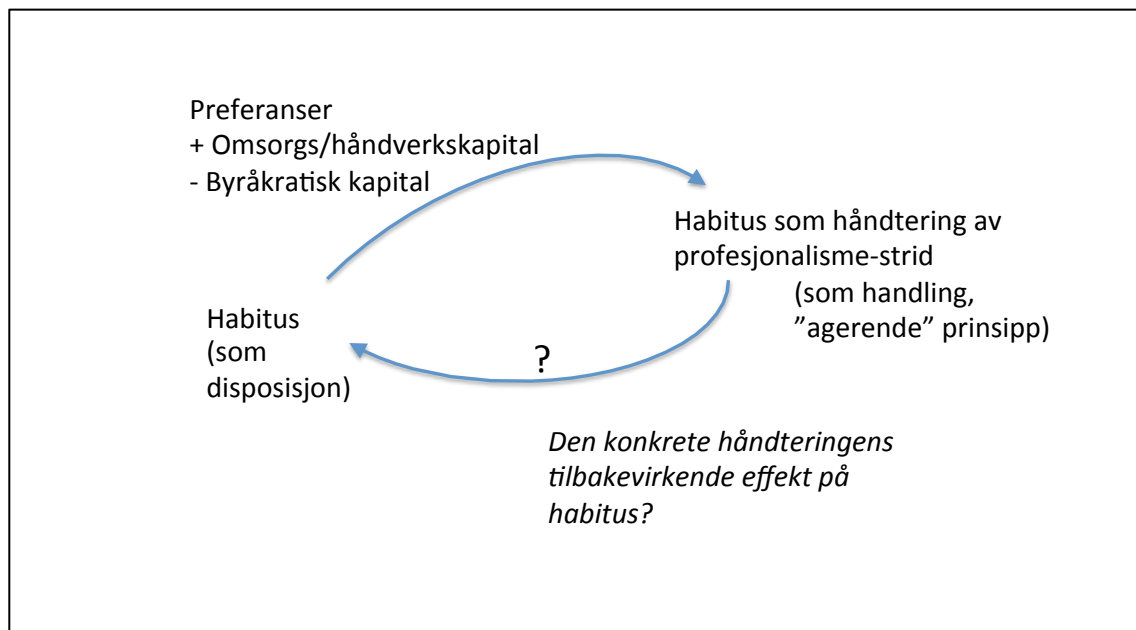 Preferanser
+ Omsorgs/håndverkskapital
- Byråkratisk kapital
Habitus som håndtering av
profesjonalisme-strid
(som handling,
”agerende” prinsipp)
Habitus
(som
disposisjon)
?
Den konkrete håndteringens
tilbakevirkende effekt på
habitus?